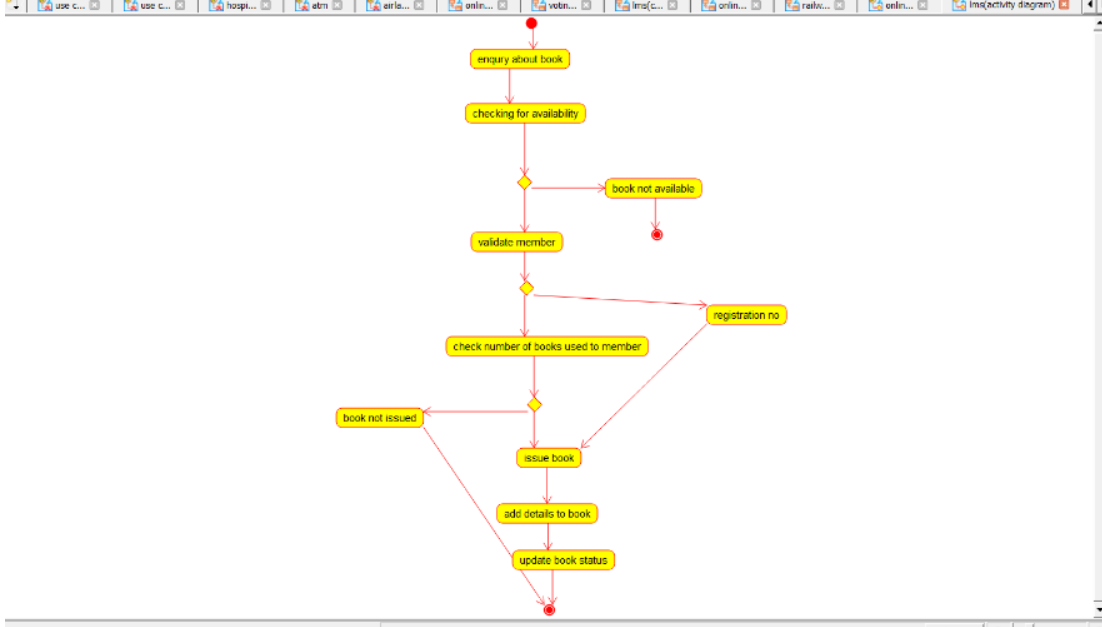 use c...
use c...
hospi...
atm
airla...
onlin...
votin...
lms(c...
onlin...
railw...
onlin...
lms(activity diagram)
enqury about book
checking for availability
book not available
validate member
registration no
check number of books used to member
book not issued
issue book
add details to book
update book status